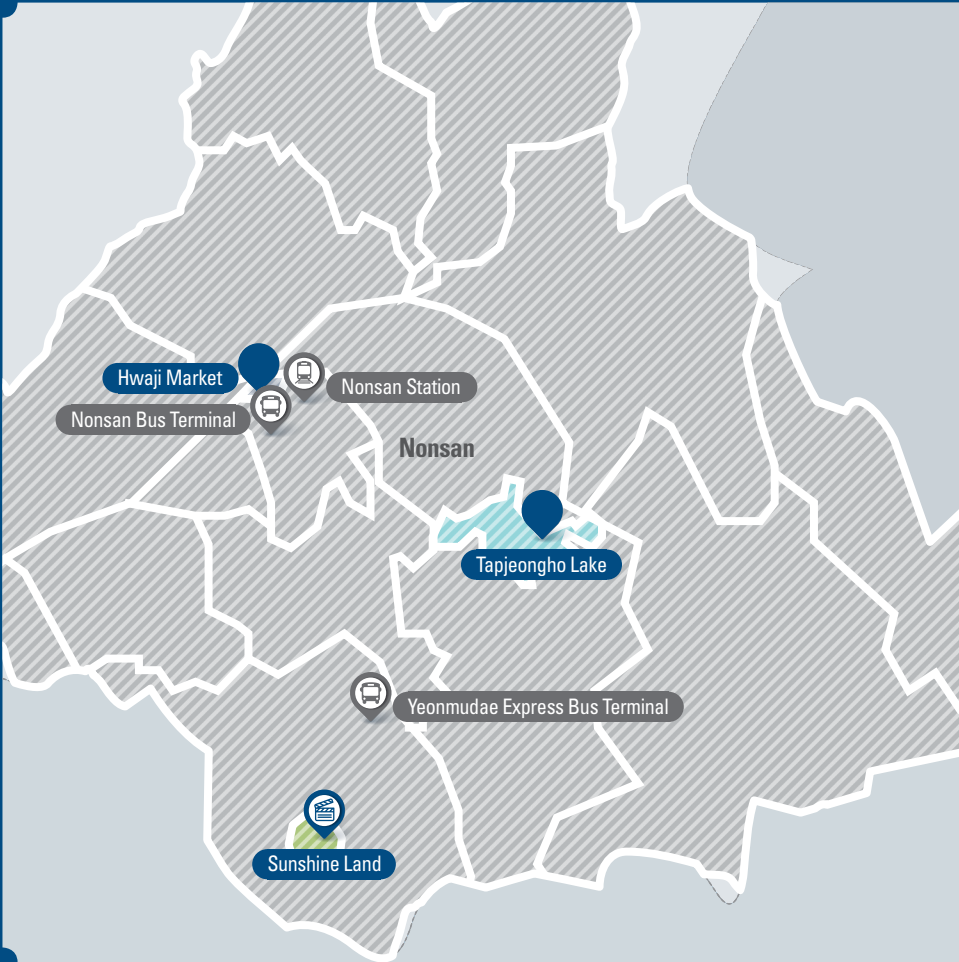 Hwaji Market
Nonsan Station
Nonsan Bus Terminal
Nonsan
Tapjeongho Lake
Yeonmudae Express Bus Terminal
Sunshine Land